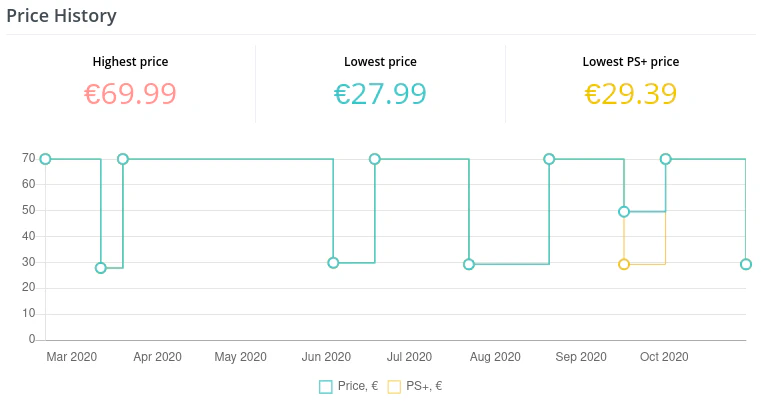 Price History
Highest price Lowest price Lowest PS+ price
€69.99 €27.99 €29.39
70
60
50
40
30
20
10
0
Mar 2020 Apr 2020 May 2020 Jun 2020 Jul 2020 Aug 2020 Sep 2020 Oct 2020
Price, € PS+, €